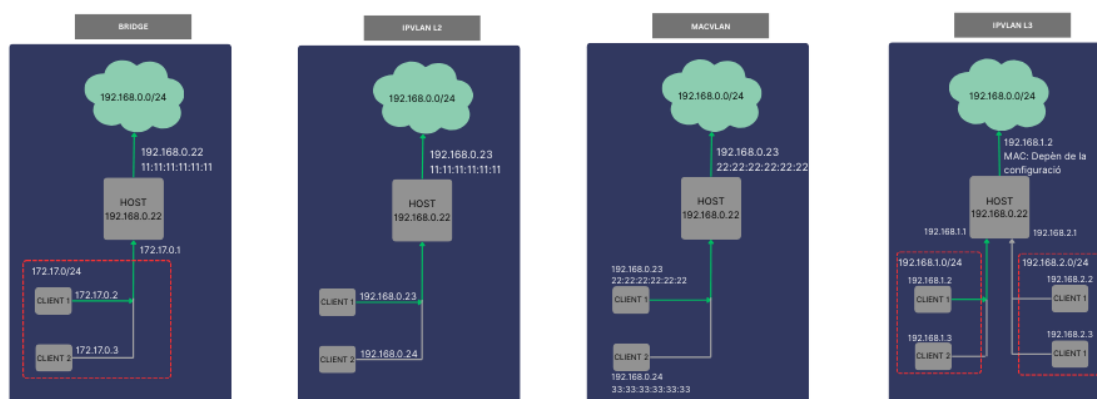 BRIDGE
192.168.0.0/24
192.168.0.22
11:11:11:11:11:11
HOST
192.168.0.22
172.17.0.1
172.17.0/24
CLIENT 1
172.17.0.2
CLIENT 2
172.17.0.3
IPVLAN L2
192.168.0.0/24
192.168.0.23
11:11:11:11:11:11
HOST
192.168.0.22
CLIENT 1
192.168.0.23
CLIENT 2
192.168.0.24
MACVLAN
192.168.0.0/24
192.168.0.23
22:22:22:22:22:22
HOST
192.168.0.22
192.168.0.23
22:22:22:22:22:22
CLIENT 1
CLIENT 2
192.168.0.24
33:33:33:33:33:33
IPVLAN L3
192.168.0.0/24
192.168.1.2
MAC: Depèn de la
configuració
HOST
192.168.0.22
192.168.1.1
192.168.2.1
192.168.1.0/24
192.168.1.2
CLIENT 1
192.168.1.3
CLIENT 2
192.168.2.0/24
192.168.2.2
CLIENT 1
192.168.2.3
CLIENT 1